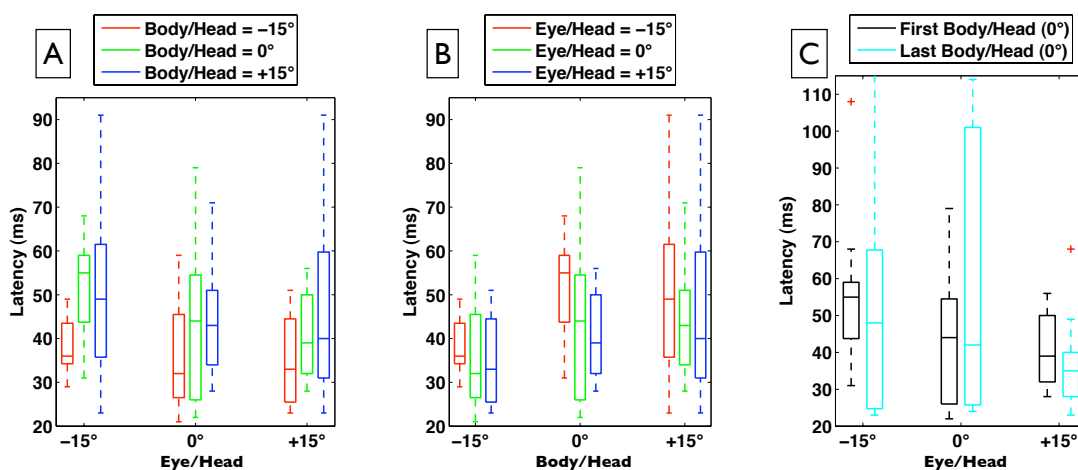 A
Body/Head = −15°
Body/Head = 0°
Body/Head = +15°
Latency (ms)
90
80
70
60
50
40
30
20
−15°
0°
+15°
Eye/Head
B
Eye/Head = −15°
Eye/Head = 0°
Eye/Head = +15°
Latency (ms)
90
80
70
60
50
40
30
20
−15°
0°
+15°
Body/Head
C
First Body/Head (0°)
Last Body/Head (0°)
Latency (ms)
110
100
90
80
70
60
50
40
30
20
−15°
0°
+15°
Eye/Head